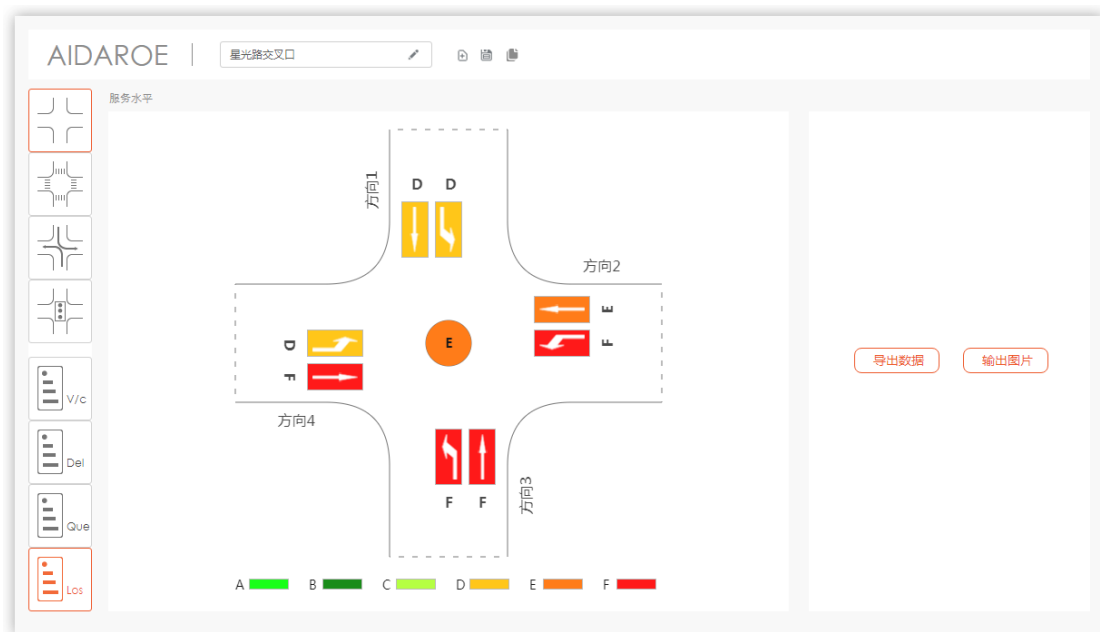 AIDAROE
星光路交叉口
服务水平
方向1
D D
方向2
E
F
D
F
E
方向4
方向3
F F
导出数据
输出图片
V/c
Del
Que
Los
A B C D E F